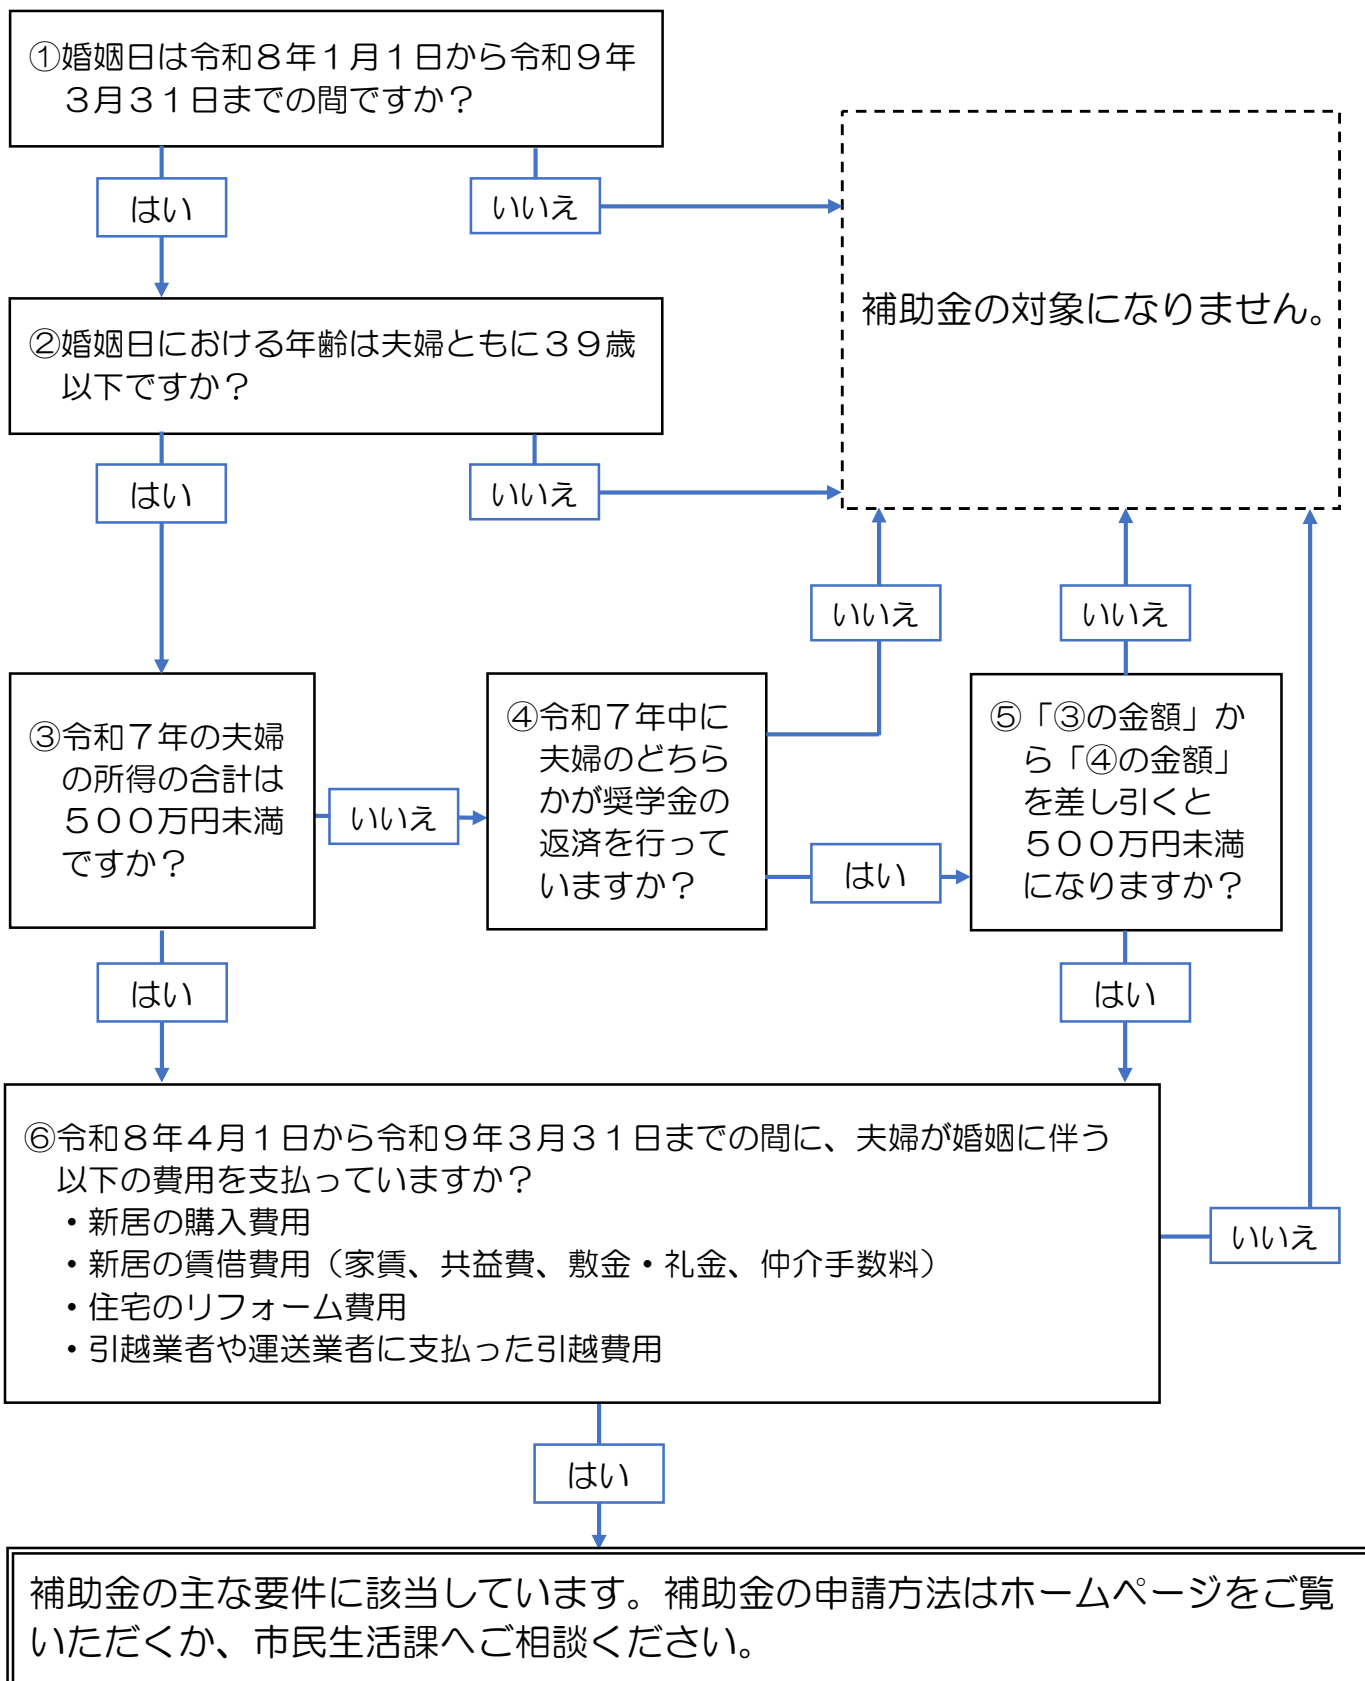 ①婚姻日は令和８年１月１日から令和９年
３月３１日までの間ですか？
はい
いいえ
補助金の対象になりません。
②婚姻日における年齢は夫婦ともに３９歳
以下ですか？
はい
いいえ
いいえ
いいえ
③令和７年の夫婦
の所得の合計は
５００万円未満
ですか？
いいえ
④令和７年中に
夫婦のどちら
かが奨学金の
返済を行って
いますか？
はい
⑤「③の金額」か
ら「④の金額」
を差し引くと
５００万円未満
になりますか？
はい
はい
⑥令和８年４月１日から令和９年３月３１日までの間に、夫婦が婚姻に伴う
以下の費用を支払っていますか？
・新居の購入費用
・新居の賃借費用（家賃、共益費、敷金・礼金、仲介手数料）
・住宅のリフォーム費用
・引越業者や運送業者に支払った引越費用
いいえ
はい
補助金の主な要件に該当しています。補助金の申請方法はホームページをご覧
いただくか、市民生活課へご相談ください。